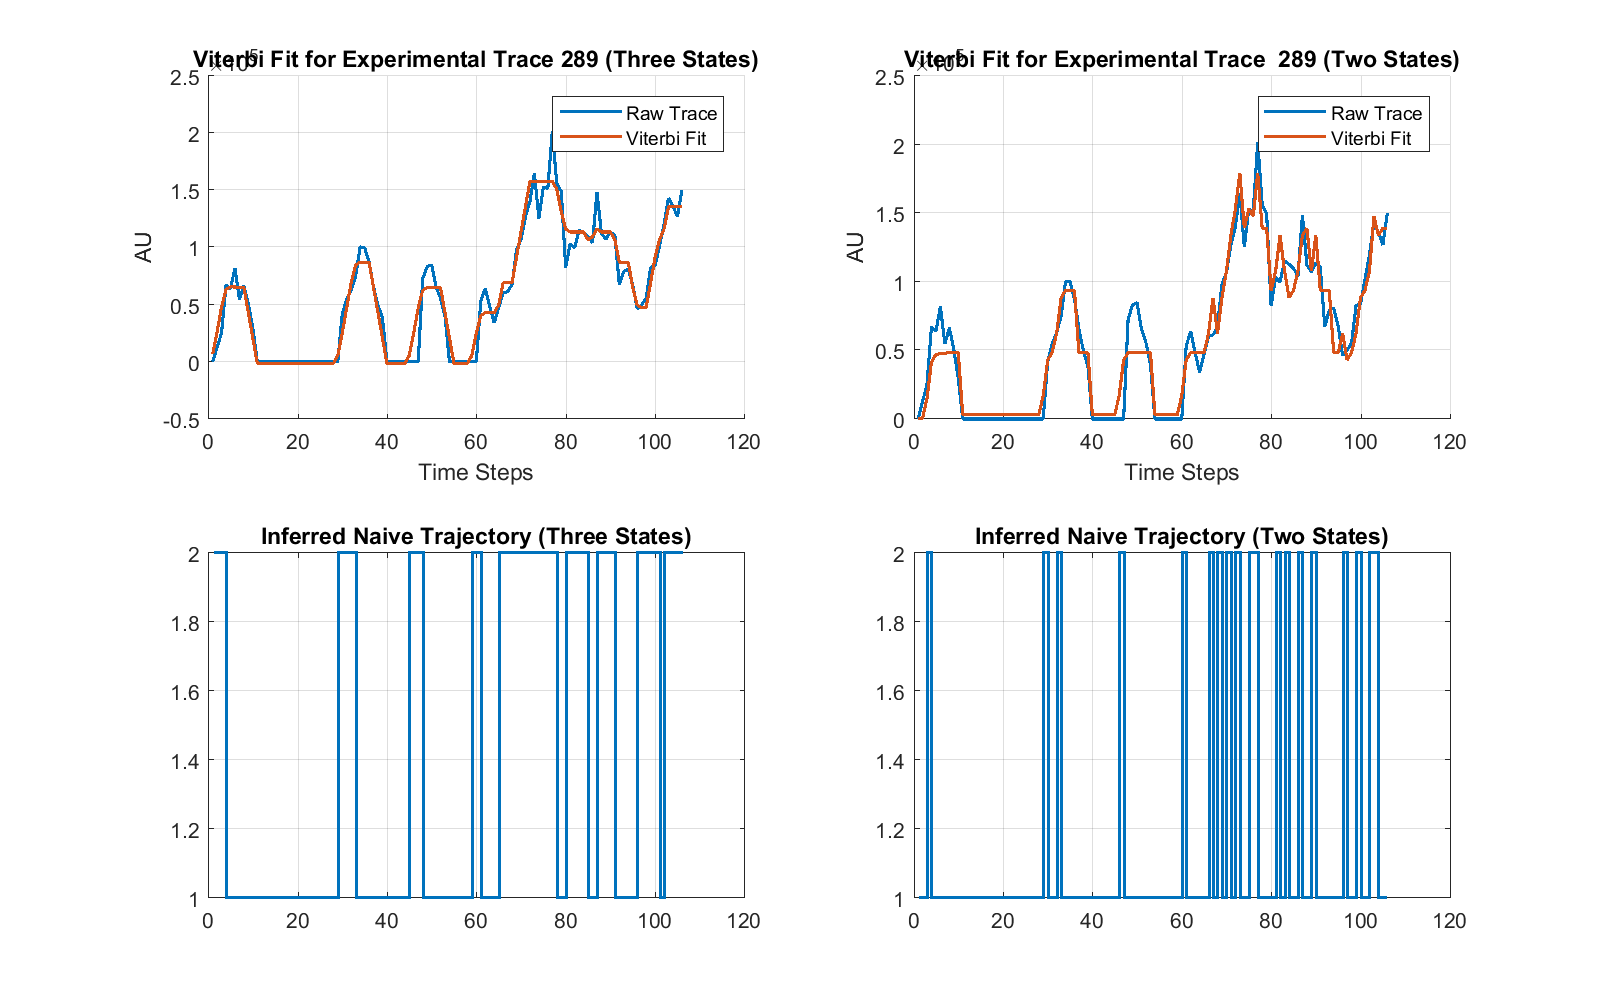 Viterbi Fit for Experimental Trace 289 (Three States)
×10^5
2.5
2
1.5
1
0.5
0
-0.5
AU
Raw Trace
Viterbi Fit
0 20 40 60 80 100 120
Time Steps
Viterbi Fit for Experimental Trace 289 (Two States)
×10^5
2.5
2
1.5
1
0.5
0
AU
Raw Trace
Viterbi Fit
0 20 40 60 80 100 120
Time Steps
Inferred Naive Trajectory (Three States)
2
1.8
1.6
1.4
1.2
1
0 20 40 60 80 100 120
Inferred Naive Trajectory (Two States)
2
1.8
1.6
1.4
1.2
1
0 20 40 60 80 100 120